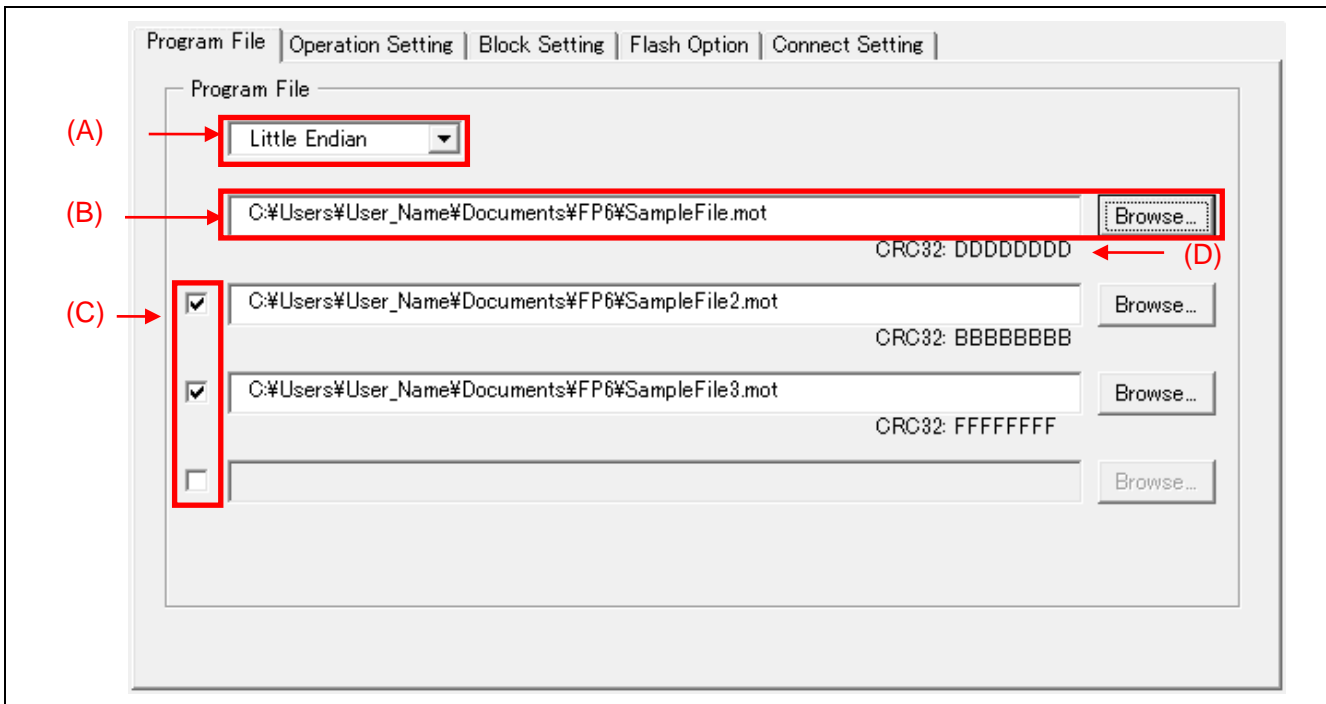 Program File Operation Setting Block Setting Flash Option Connect Setting
Program File
(A) Little Endian
(B) C:¥Users¥User_Name¥Documents¥FP6¥SampleFile.mot Browse...
CRC32: DDDDDDDD (D)
(C) C:¥Users¥User_Name¥Documents¥FP6¥SampleFile2.mot Browse...
CRC32: BBBBBBBB
C:¥Users¥User_Name¥Documents¥FP6¥SampleFile3.mot Browse...
CRC32: FFFFFFFF
Browse...